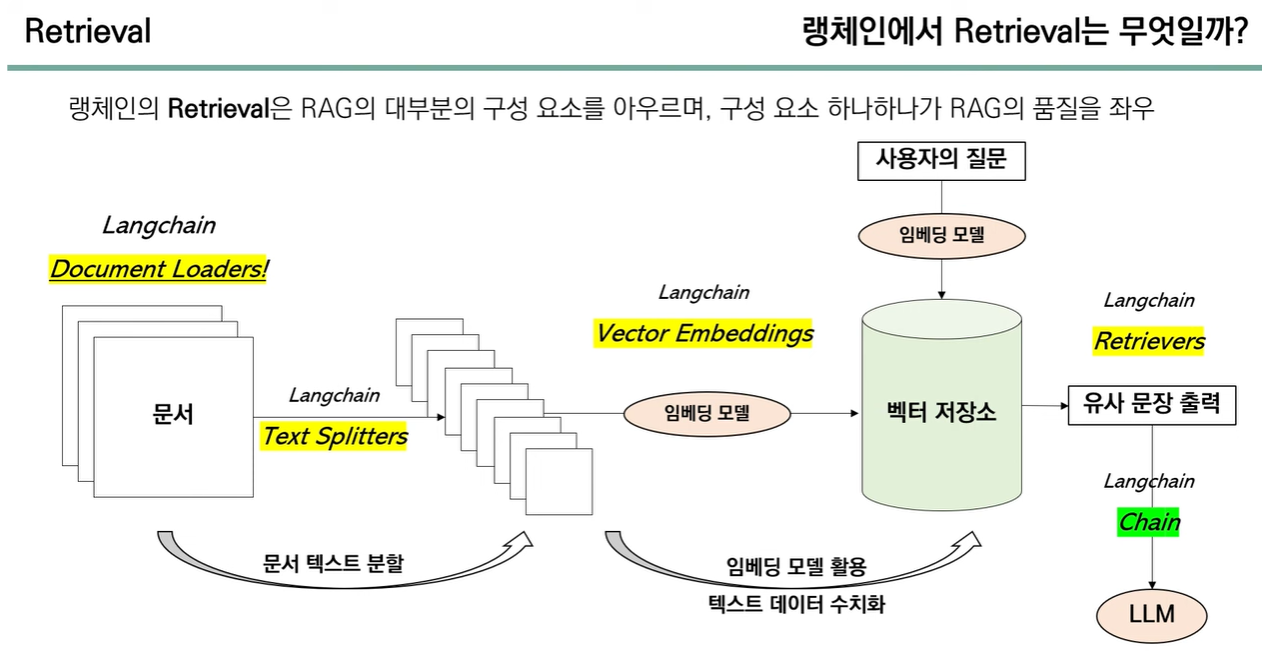 Retrieval
랭체인에서 Retrieval는 무엇일까?
랭체인의 Retrieval은 RAG의 대부분의 구성 요소를 아우르며, 구성 요소 하나하나가 RAG의 품질을 좌우
사용자의 질문
임베딩 모델
Langchain
Document Loaders!
문서
Langchain
Text Splitters
Langchain
Vector Embeddings
임베딩 모델
벡터 저장소
Langchain
Retrievers
유사 문장 출력
Langchain
Chain
LLM
문서 텍스트 분할
임베딩 모델 활용
텍스트 데이터 수치화